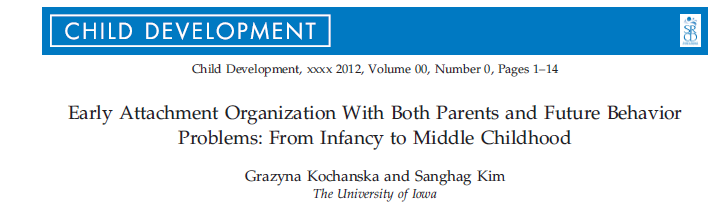 CHILD DEVELOPMENT
SRCD
Child Development, xxxx 2012, Volume 00, Number 0, Pages 1–14
Early Attachment Organization With Both Parents and Future Behavior
Problems: From Infancy to Middle Childhood
Grazyna Kochanska and Sanghag Kim
The University of Iowa